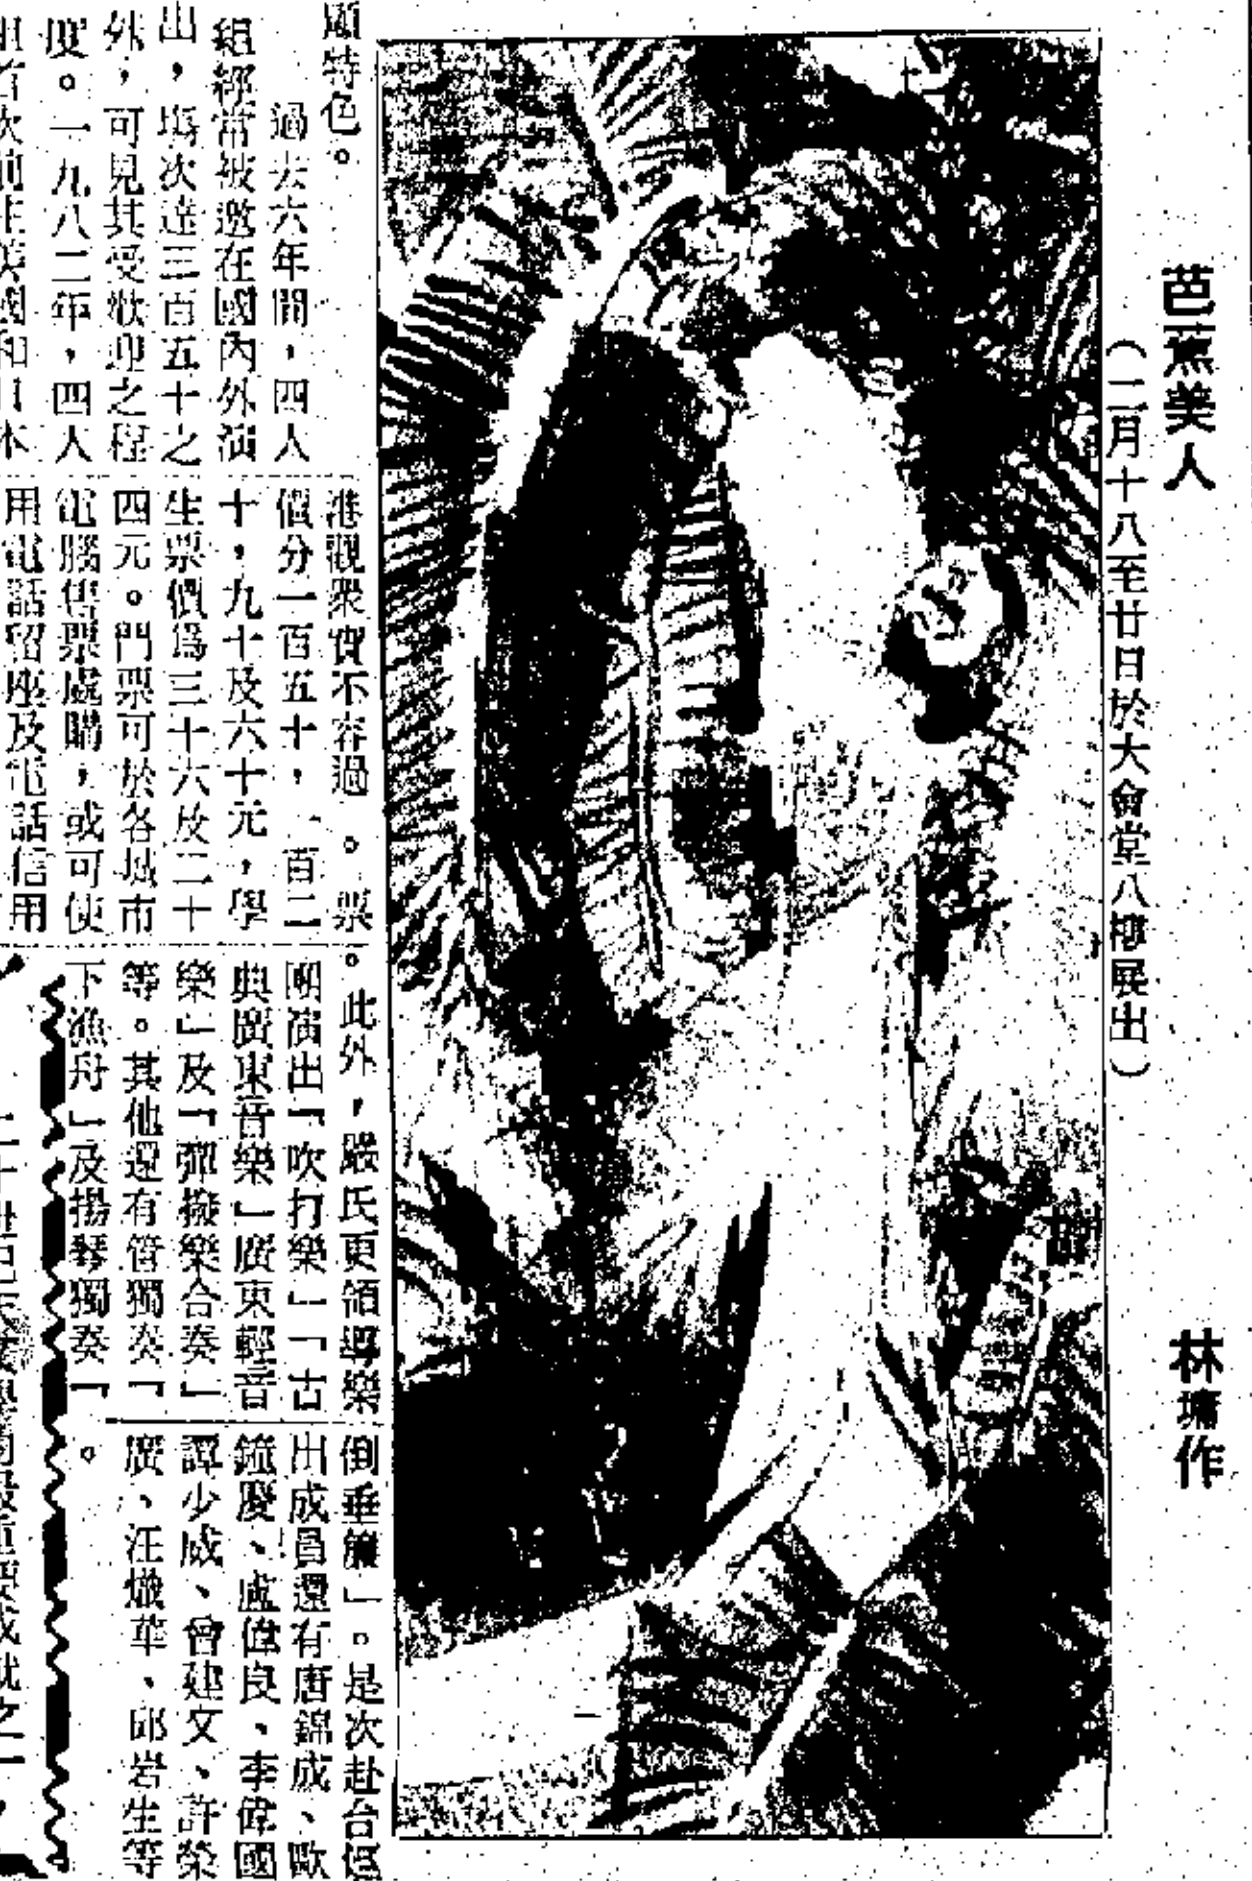 芭蕉美人
（二月十八至廿日於大會堂八樓展出）
林墉作
顯特色。
過去六年間，四人
組經常被邀在國內外演
出，塲次達三百五十之
外，可見其受歡迎之程
度。一九八二年，四人
港觀衆實不容過。票
價分一百五十，一百二
十，九十及六十元，學
生票價爲三十六及二十
四元。門票可於各城市
電腦售票處購，或可使
用電話留座及電話信用
。此外，嚴氏更領導樂
團演出「吹打樂」「古
典廣東音樂」廣東輕音
樂」及「彈撥樂合奏」
等。其他還有管獨奏「
下漁舟」及揚琴獨奏「
倒垂簾」。是次赴台
出成員還有唐錦成、歐
鐘慶、盧偉良、李偉國
譚少威、曾建文、許榮
廣、汪熾華、邱岩生等
。